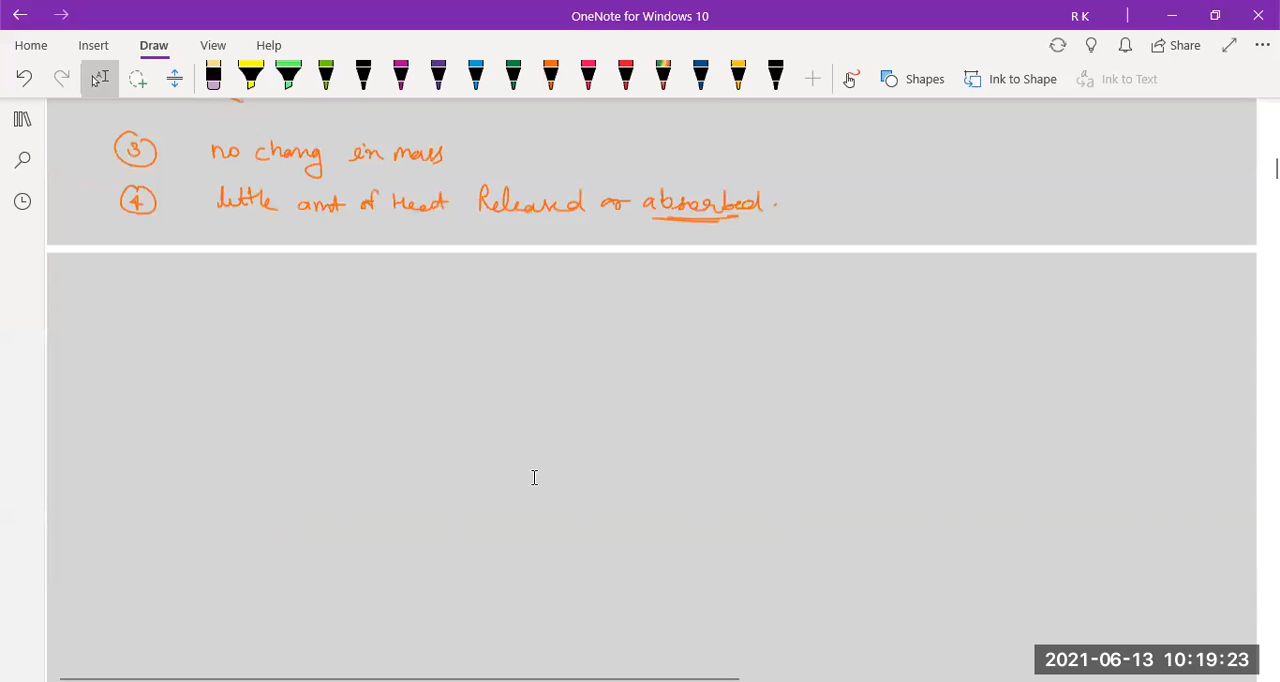 OneNote for Windows 10
R K
Home Insert Draw View Help
Share
Shapes
Ink to Shape
Ink to Text
3 no chang in mass
4 little amt of Heat Released or absorbed.
2021-06-13 10:19:23